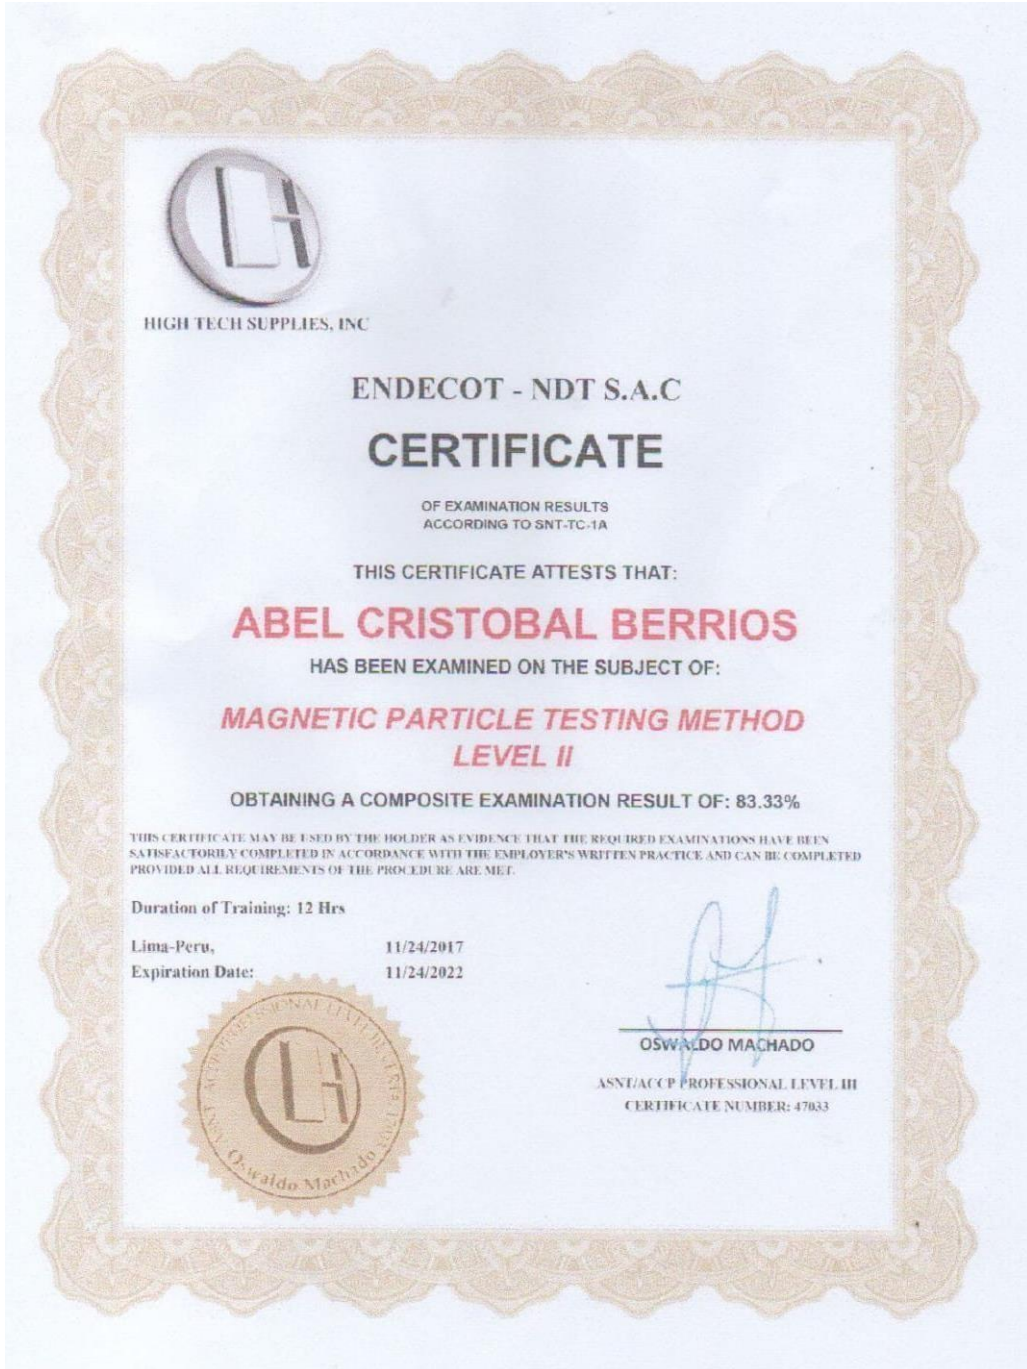 HIGH TECH SUPPLIES, INC
ENDECOT - NDT S.A.C
CERTIFICATE
OF EXAMINATION RESULTS
ACCORDING TO SNT-TC-1A
THIS CERTIFICATE ATTESTS THAT:
ABEL CRISTOBAL BERRIOS
HAS BEEN EXAMINED ON THE SUBJECT OF:
MAGNETIC PARTICLE TESTING METHOD
LEVEL II
OBTAINING A COMPOSITE EXAMINATION RESULT OF: 83.33%
THIS CERTIFICATE MAY BE USED BY THE HOLDER AS EVIDENCE THAT THE REQUIRED EXAMINATIONS HAVE BEEN
SATISFACTORILY COMPLETED IN ACCORDANCE WITH THE EMPLOYER'S WRITTEN PRACTICE AND CAN BE COMPLETED
PROVIDED ALL REQUIREMENTS OF THE PROCEDURE ARE MET.
Duration of Training: 12 Hrs
Lima-Peru, 11/24/2017
Expiration Date: 11/24/2022
OSWALDO MACHADO
ASNT/ACCP PROFESSIONAL LEVEL III
CERTIFICATE NUMBER: 47033
PROFESSIONAL LEVEL III
Oswaldo Machado